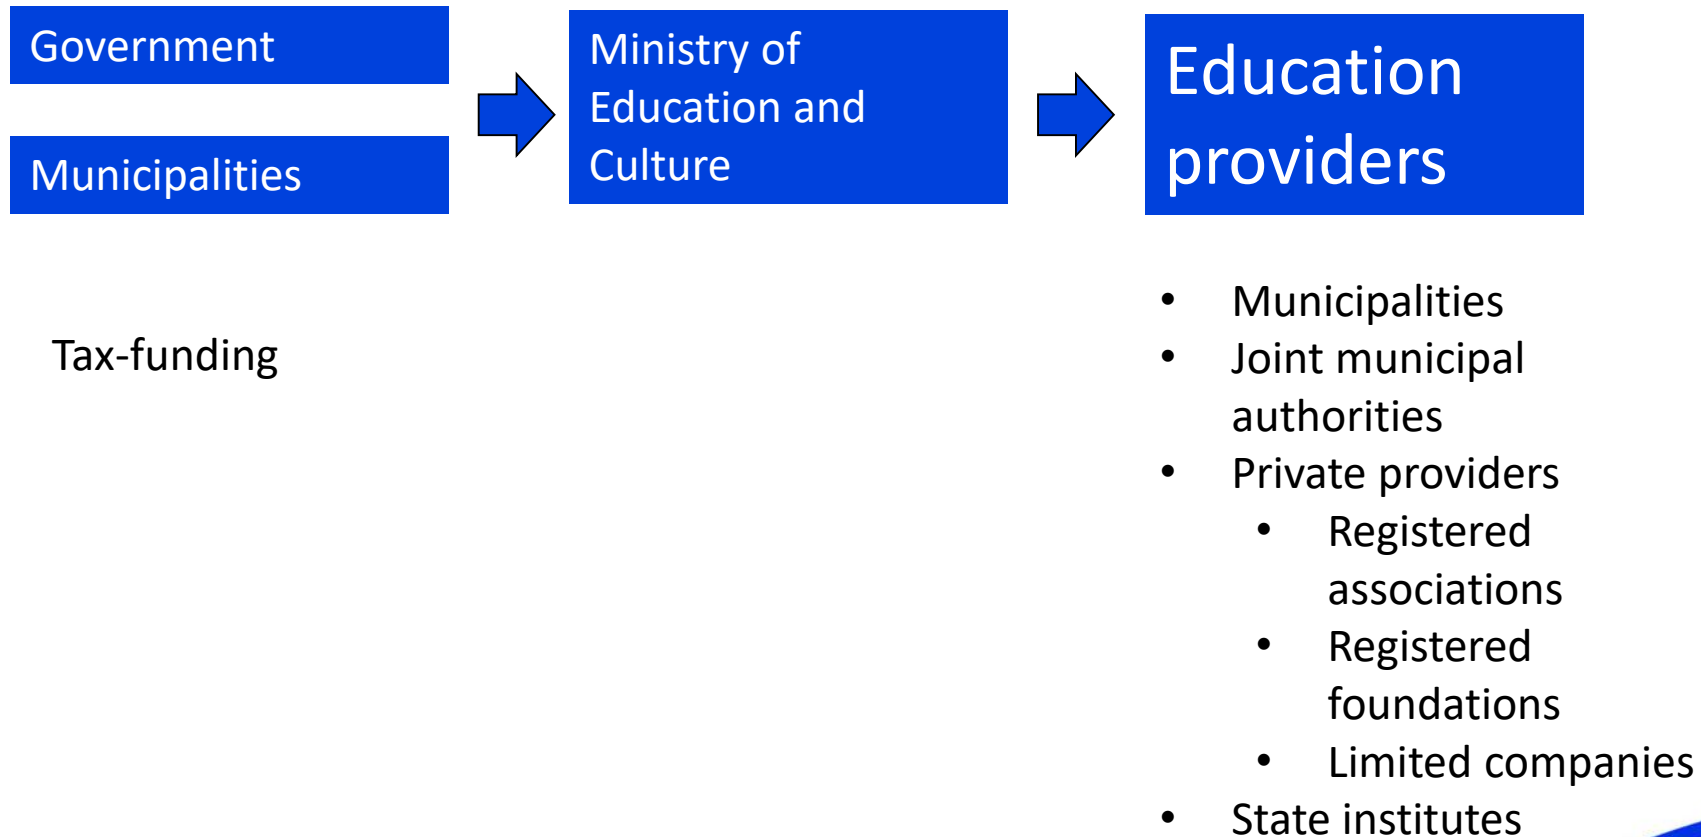 Government
Municipalities
Tax-funding
Ministry of
Education and
Culture
Education
providers
• Municipalities
• Joint municipal
authorities
• Private providers
• Registered
associations
• Registered
foundations
• Limited companies
• State institutes